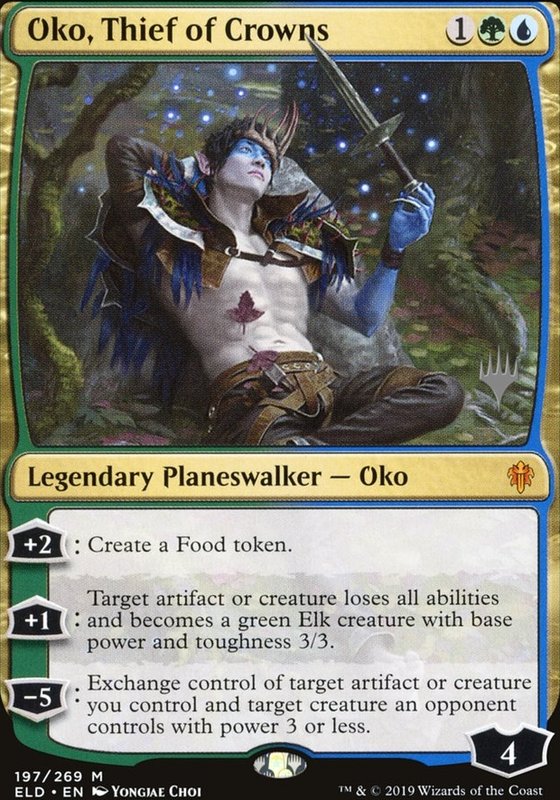 Oko, Thief of Crowns 1
Legendary Planeswalker — Oko
+2 : Create a Food token.
Target artifact or creature loses all abilities
+1 : and becomes a green Elk creature with base
power and toughness 3/3.
−5 : Exchange control of target artifact or creature
you control and target creature an opponent
controls with power 3 or less.
4
197/269 M
ELD • EN Yongjae Choi
™ & © 2019 Wizards of the Coast